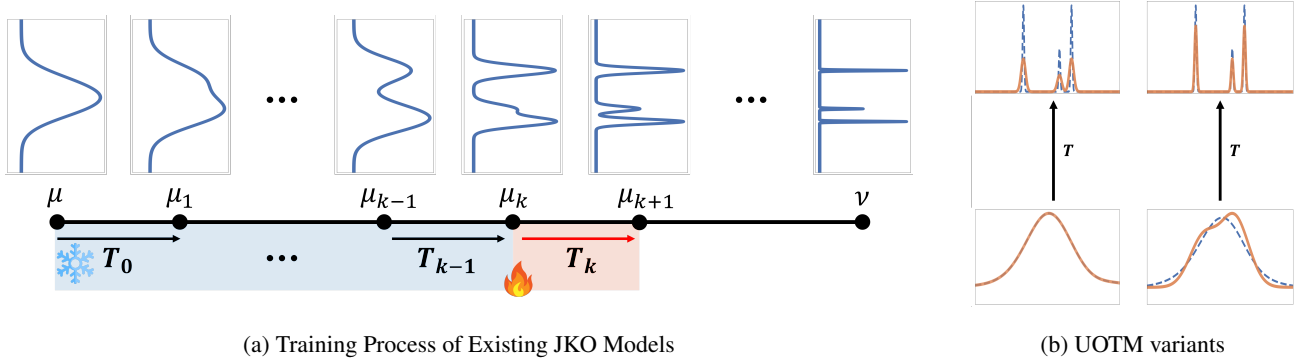 ... ...
μ μ₁ μₖ₋₁ μₖ μₖ₊₁ ν
T₀ ... Tₖ₋₁ Tₖ
T T
(a) Training Process of Existing JKO Models
(b) UOTM variants